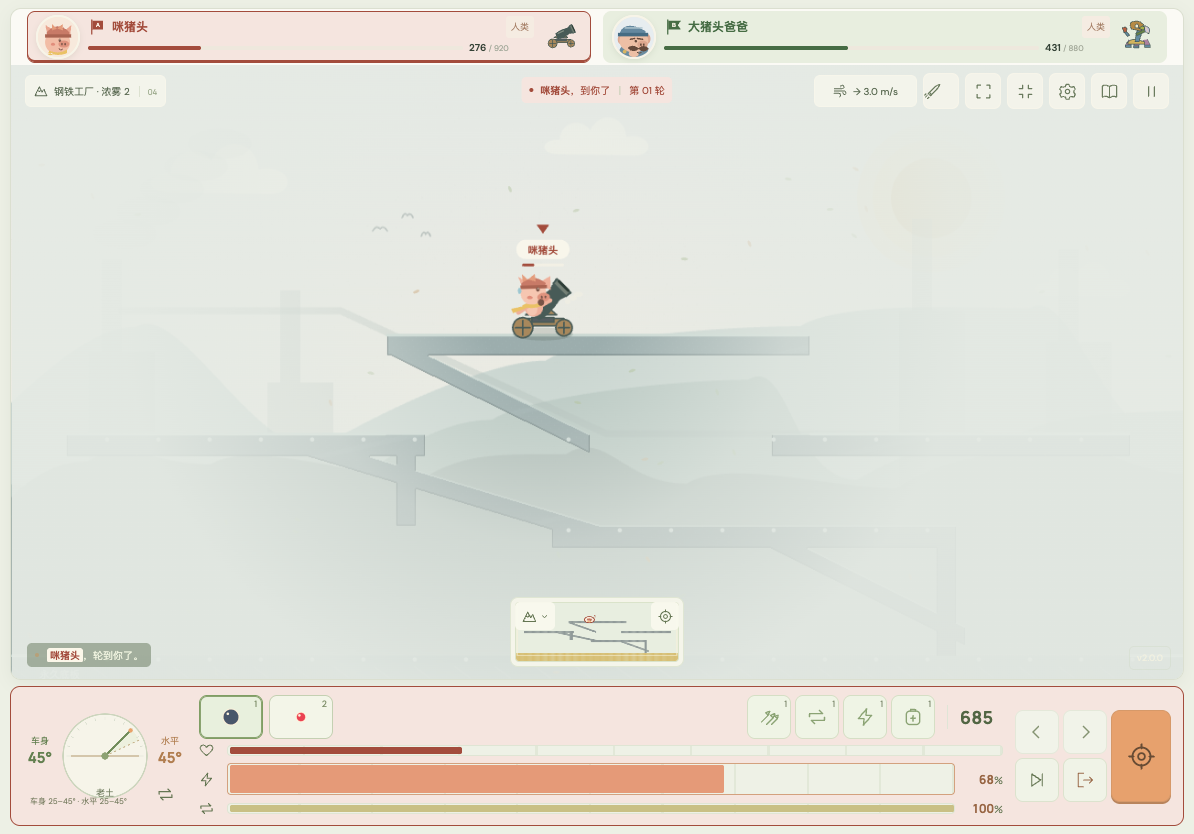 咪猪头
人类
276 / 920
大猪头爸爸
人类
431 / 880
钢铁工厂 · 浓雾 2 04
咪猪头，到你了 第 01 轮
→ 3.0 m/s
咪猪头
咪猪头，轮到你了。
车身
45°
水平
45°
老土
车身 25–45° · 水平 25–45°
1
2
1
1
1
1
685
68%
100%